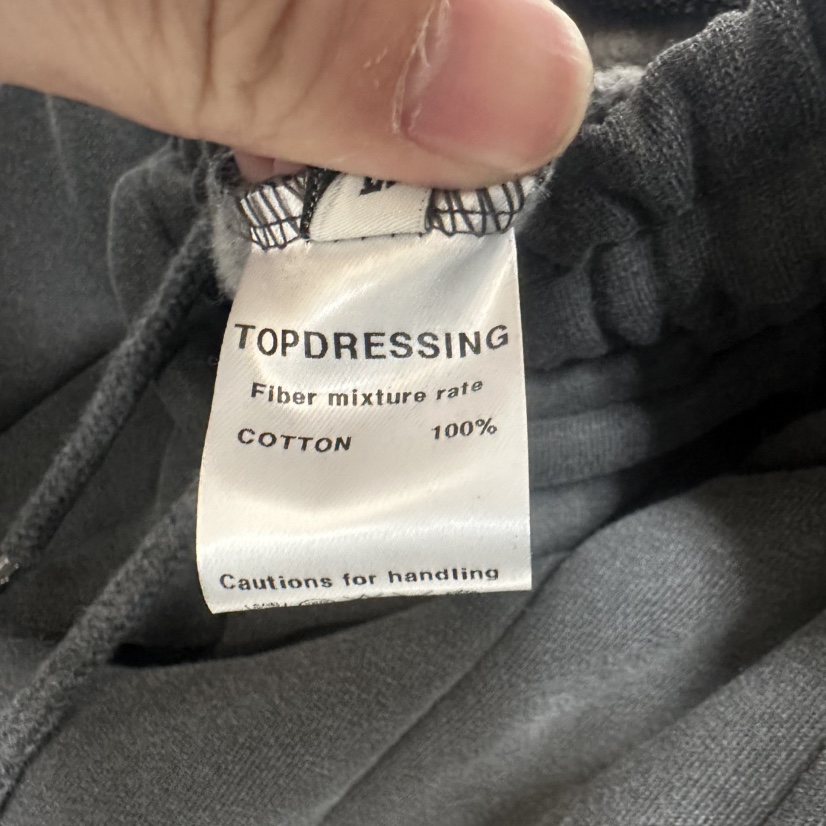 TOPDRESSING
Fiber mixture rate
COTTON 100%
Cautions for handling